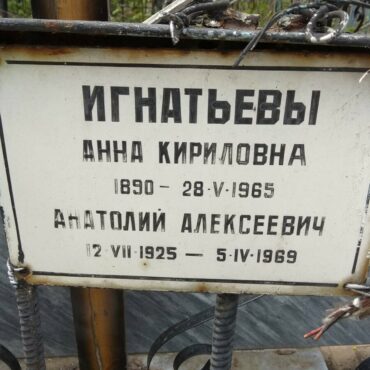 ИГНАТЬЕВЫ
АННА КИРИЛОВНА
1890 – 28·V·1965
АНАТОЛИЙ АЛЕКСЕЕВИЧ
12·VII·1925 – 5·IV·1969